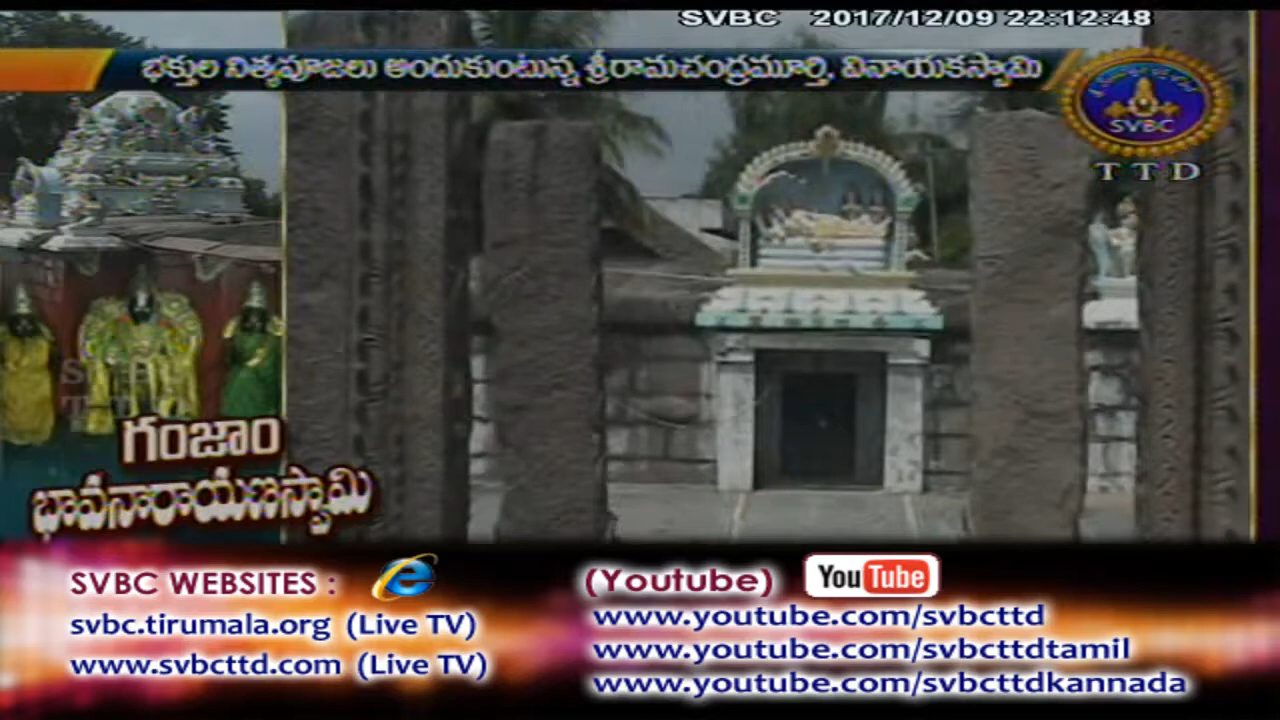 SVBC 2017/12/09 22:12:48
భక్తుల నిత్యపూజలు అందుకుంటున్న శ్రీరామచంద్రమూర్తి, వినాయకస్వామి
SVBC
TTD
గంజాం
భావనారాయణస్వామి
SVBC WEBSITES :
svbc.tirumala.org (Live TV)
www.svbcttd.com (Live TV)
(Youtube) YouTube
www.youtube.com/svbcttd
www.youtube.com/svbcttdtamil
www.youtube.com/svbcttdkannada